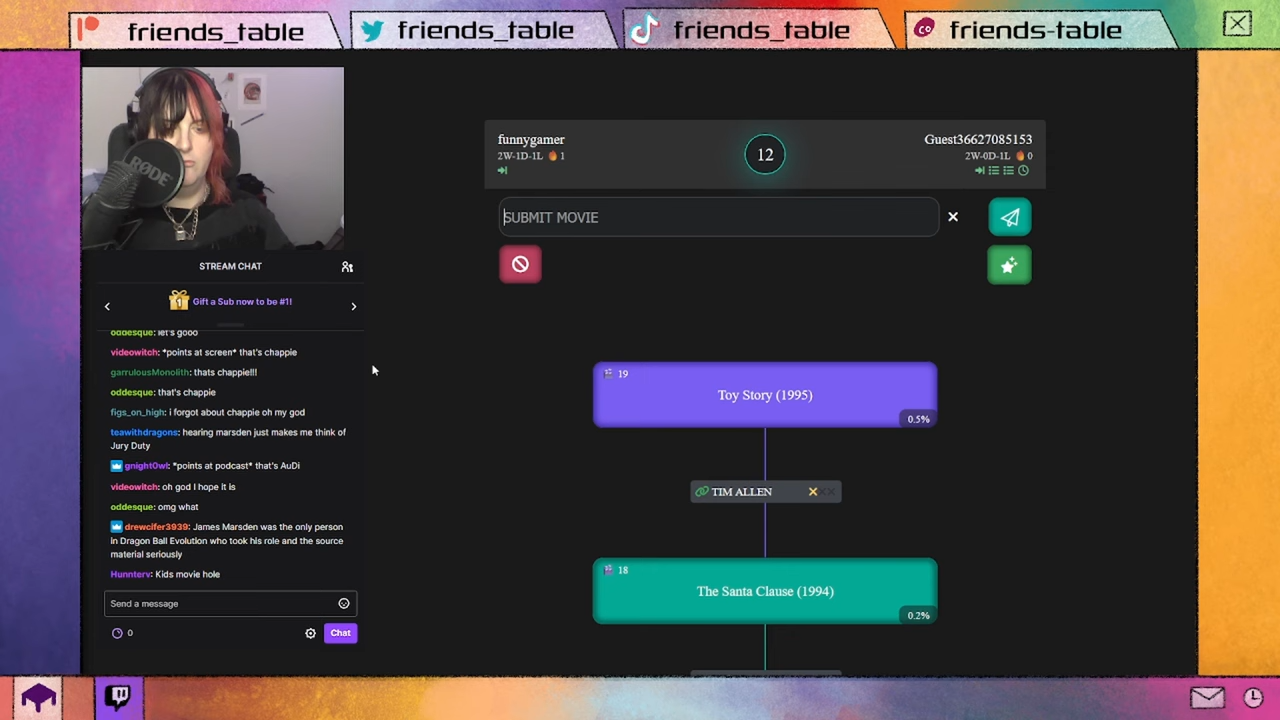 friends_table
friends_table
friends_table
friends-table
RØDE
STREAM CHAT
1
Gift a Sub now to be #1!
oddesque: let's gooo
videowitch: *points at screen* that's chappie
garrulousMonolith: thats chappie!!!
oddesque: that's chappie
figs_on_high: i forgot about chappie oh my god
teawithdragons: hearing marsden just makes me think of
Jury Duty
gnightOwl: *points at podcast* that's AuDi
videowitch: oh god I hope it is
oddesque: omg what
drewcifer3939: James Marsden was the only person
in Dragon Ball Evolution who took his role and the source
material seriously
Hunnterv: Kids movie hole
Send a message
0
Chat
funnygamer
2W-1D-1L 🔥 1
12
Guest36627085153
2W-0D-1L 🔥 0
SUBMIT MOVIE
19
Toy Story (1995)
0.5%
TIM ALLEN
18
The Santa Clause (1994)
0.2%